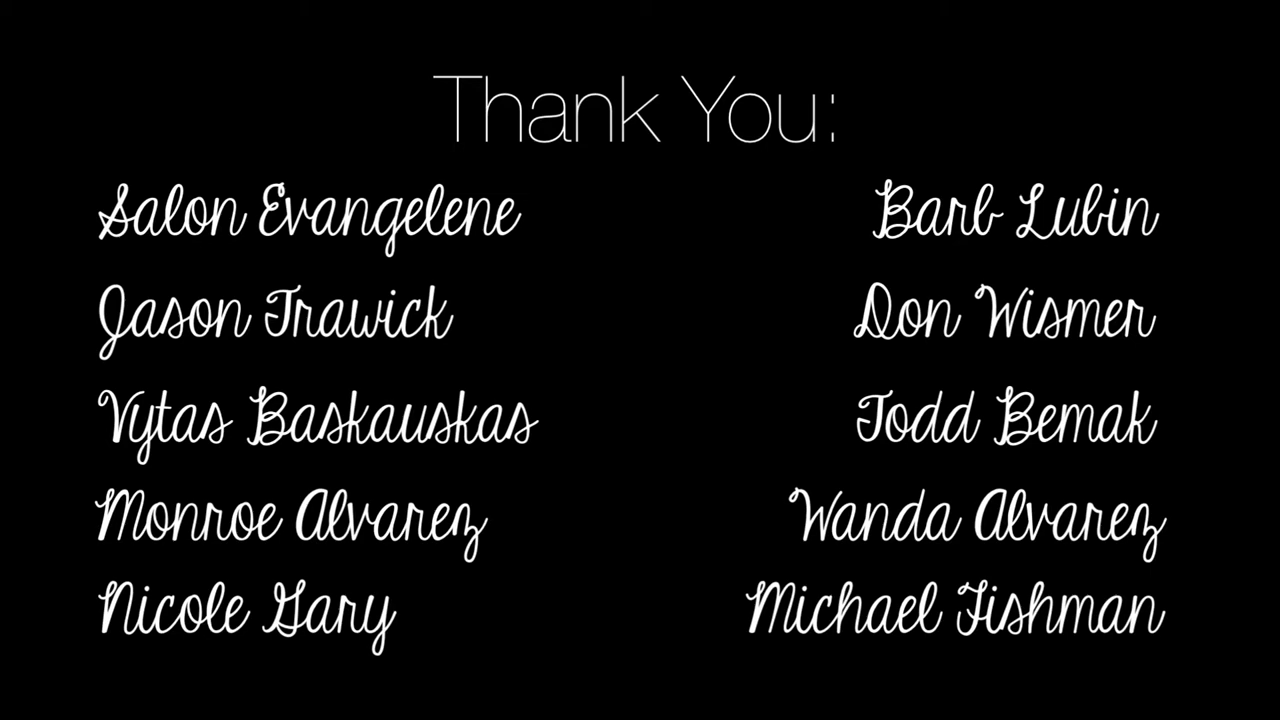 Thank You:
Salon Evangelene
Barb Lubin
Jason Trawick
Don Wismer
Vytas Baskauskas
Todd Bemak
Monroe Alvarez
Wanda Alvarez
Nicole Gary
Michael Fishman